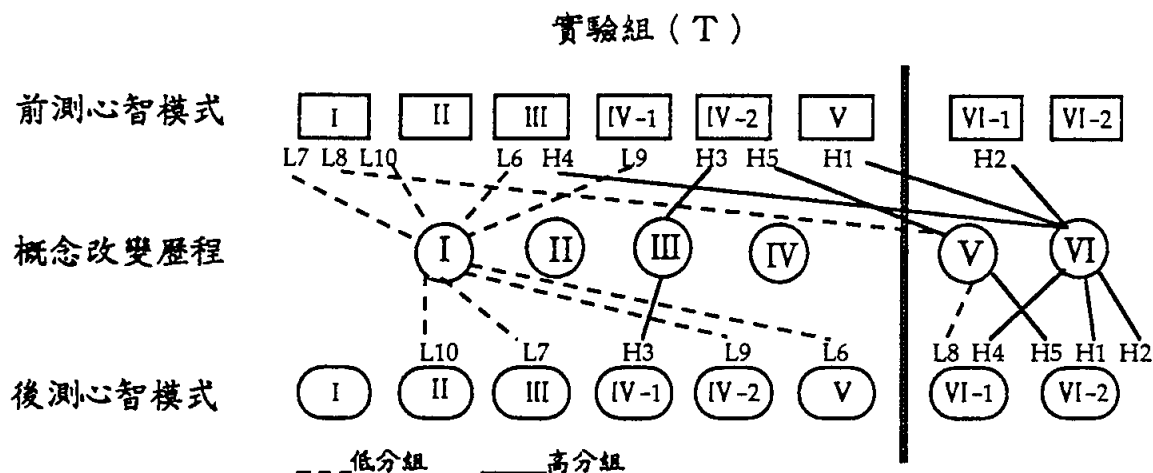 實驗組(T)
前測心智模式 I II III IV-1 IV-2 V VI-1 VI-2
L7 L8 L10 L6 H4 L9 H3 H5 H1 H2
概念改變歷程 I II III IV V VI
L10 L7 H3 L9 L6 L8 H4 H5 H1 H2
後測心智模式 I II III IV-1 IV-2 V VI-1 VI-2
低分組 高分組